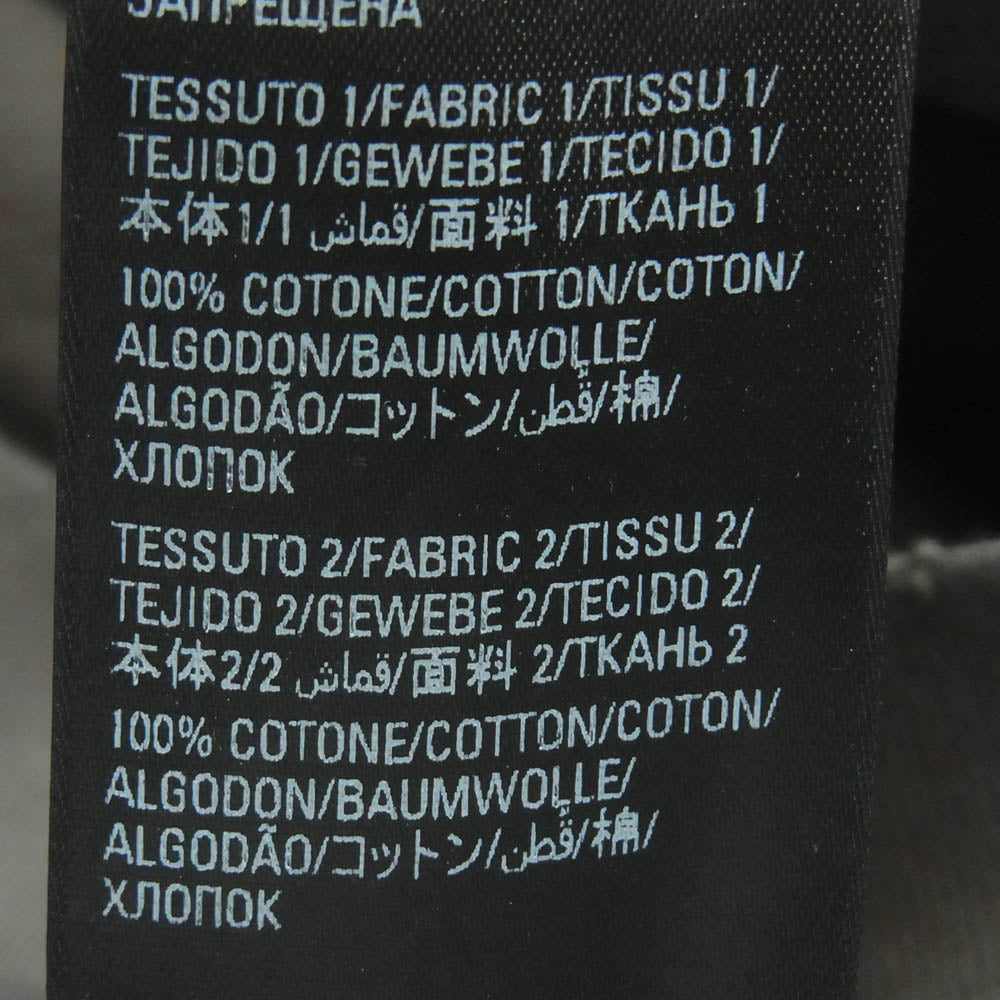 ЗАПРЕЩЕНА
TESSUTO 1/FABRIC 1/TISSU 1/
TEJIDO 1/GEWEBE 1/TECIDO 1/
本体1/1 قماش/面料 1/ТКАНЬ 1
100% COTONE/COTTON/COTON/
ALGODON/BAUMWOLLE/
ALGODÃO/コットン/قطن/棉/
ХЛОПОК
TESSUTO 2/FABRIC 2/TISSU 2/
TEJIDO 2/GEWEBE 2/TECIDO 2/
本体2/2 قماش/面料 2/ТКАНЬ 2
100% COTONE/COTTON/COTON/
ALGODON/BAUMWOLLE/
ALGODÃO/コットン/قطن/棉/
ХЛОПОК